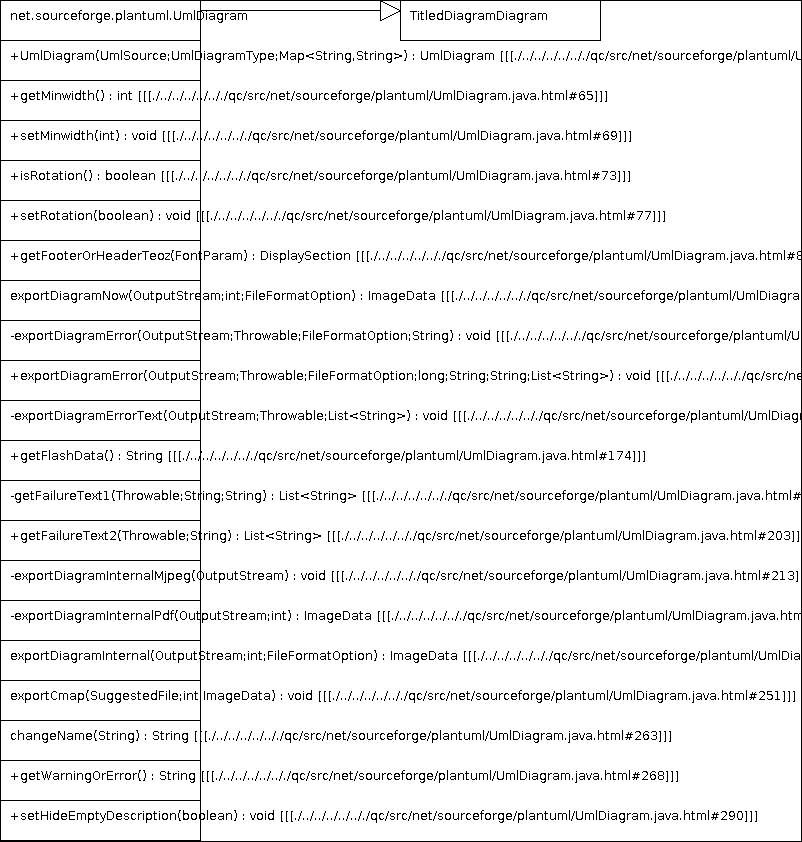 net.sourceforge.plantuml.UmlDiagram
TitledDiagramDiagram
+UmlDiagram(UmlSource;UmlDiagramType;Map<String,String>) : UmlDiagram [[[./../../../../../qc/src/net/sourceforge/plantuml/U
+getMinwidth() : int [[[./../../../../../qc/src/net/sourceforge/plantuml/UmlDiagram.java.html#65]]]
+setMinwidth(int) : void [[[./../../../../../qc/src/net/sourceforge/plantuml/UmlDiagram.java.html#69]]]
+isRotation() : boolean [[[./../../../../../qc/src/net/sourceforge/plantuml/UmlDiagram.java.html#73]]]
+setRotation(boolean) : void [[[./../../../../../qc/src/net/sourceforge/plantuml/UmlDiagram.java.html#77]]]
+getFooterOrHeaderTeoz(FontParam) : DisplaySection [[[./../../../../../qc/src/net/sourceforge/plantuml/UmlDiagram.java.html#8
exportDiagramNow(OutputStream;int;FileFormatOption) : ImageData [[[./../../../../../qc/src/net/sourceforge/plantuml/UmlDiagra
-exportDiagramError(OutputStream;Throwable;FileFormatOption;String) : void [[[./../../../../../qc/src/net/sourceforge/plantuml/U
+exportDiagramError(OutputStream;Throwable;FileFormatOption;long;String;String;List<String>) : void [[[./../../../../../qc/src/ne
-exportDiagramErrorText(OutputStream;Throwable;List<String>) : void [[[./../../../../../qc/src/net/sourceforge/plantuml/UmlDiag
+getFlashData() : String [[[./../../../../../qc/src/net/sourceforge/plantuml/UmlDiagram.java.html#174]]]
-getFailureText1(Throwable;String;String) : List<String> [[[./../../../../../qc/src/net/sourceforge/plantuml/UmlDiagram.java.html#
+getFailureText2(Throwable;String) : List<String> [[[./../../../../../qc/src/net/sourceforge/plantuml/UmlDiagram.java.html#203]]]
-exportDiagramInternalMjpeg(OutputStream) : void [[[./../../../../../qc/src/net/sourceforge/plantuml/UmlDiagram.java.html#213]
-exportDiagramInternalPdf(OutputStream;int) : ImageData [[[./../../../../../qc/src/net/sourceforge/plantuml/UmlDiagram.java.htm
exportDiagramInternal(OutputStream;int;FileFormatOption) : ImageData [[[./../../../../../qc/src/net/sourceforge/plantuml/UmlDia
exportCmap(SuggestedFile;int;ImageData) : void [[[./../../../../../qc/src/net/sourceforge/plantuml/UmlDiagram.java.html#251]]]
changeName(String) : String [[[./../../../../../qc/src/net/sourceforge/plantuml/UmlDiagram.java.html#263]]]
+getWarningOrError() : String [[[./../../../../../qc/src/net/sourceforge/plantuml/UmlDiagram.java.html#268]]]
+setHideEmptyDescription(boolean) : void [[[./../../../../../qc/src/net/sourceforge/plantuml/UmlDiagram.java.html#290]]]